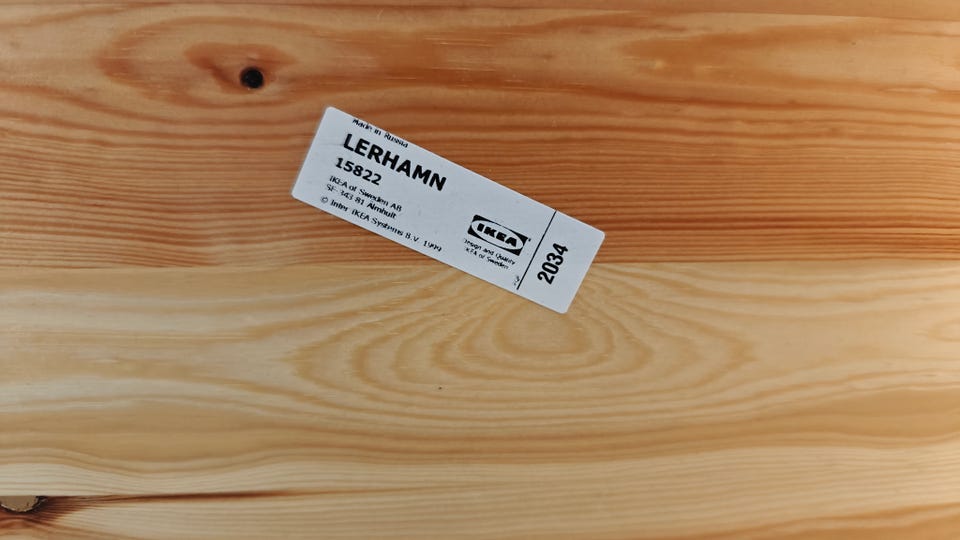 Made in Russia
LERHAMN
15822
IKEA of Sweden AB
SE-343 81 Älmhult
© Inter IKEA Systems B.V. 1999
IKEA
Design and Quality
IKEA of Sweden
2034